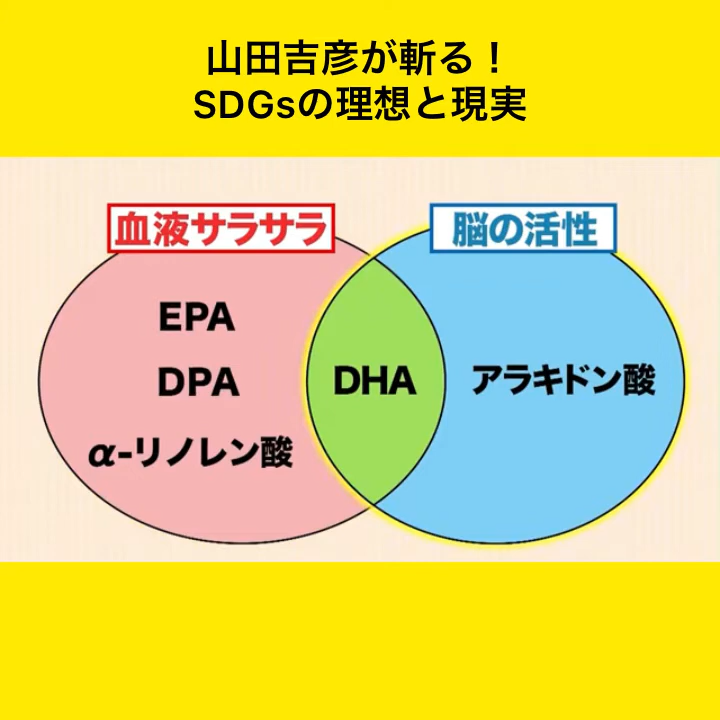 山田吉彦が斬る！
SDGsの理想と現実
血液サラサラ
脳の活性
EPA
DPA
α-リノレン酸
DHA
アラキドン酸